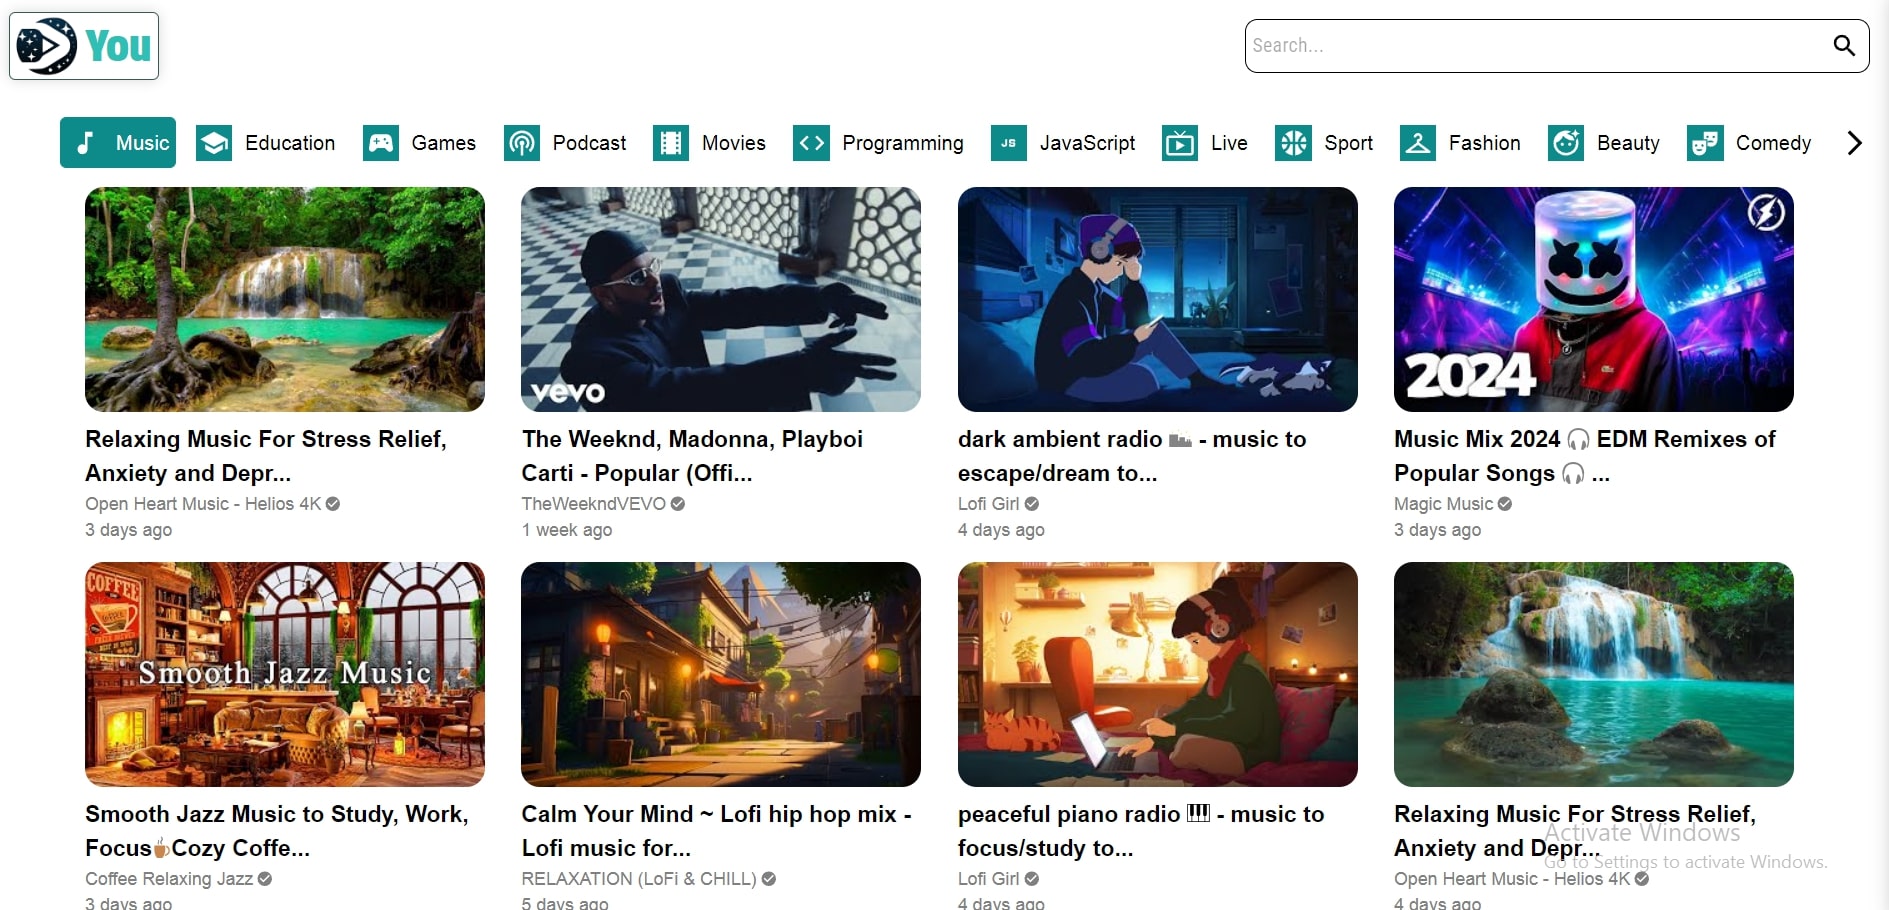 You
Search...
Music
Education
Games
Podcast
Movies
Programming
JS
JavaScript
Live
Sport
Fashion
Beauty
Comedy
vevo
2024
Relaxing Music For Stress Relief,
Anxiety and Depr...
Open Heart Music - Helios 4K
3 days ago
The Weeknd, Madonna, Playboi
Carti - Popular (Offi...
TheWeekndVEVO
1 week ago
dark ambient radio 🏙 - music to
escape/dream to...
Lofi Girl
4 days ago
Music Mix 2024 🎧 EDM Remixes of
Popular Songs 🎧 ...
Magic Music
3 days ago
COFFEE
Smooth Jazz Music
Smooth Jazz Music to Study, Work,
Focus☕Cozy Coffe...
Coffee Relaxing Jazz
3 days ago
Calm Your Mind ~ Lofi hip hop mix -
Lofi music for...
RELAXATION (LoFi & CHILL)
5 days ago
peaceful piano radio 🎹 - music to
focus/study to...
Lofi Girl
4 days ago
Relaxing Music For Stress Relief,
Anxiety and Depr...
Open Heart Music - Helios 4K
4 days ago
Activate Windows
Go to Settings to activate Windows.